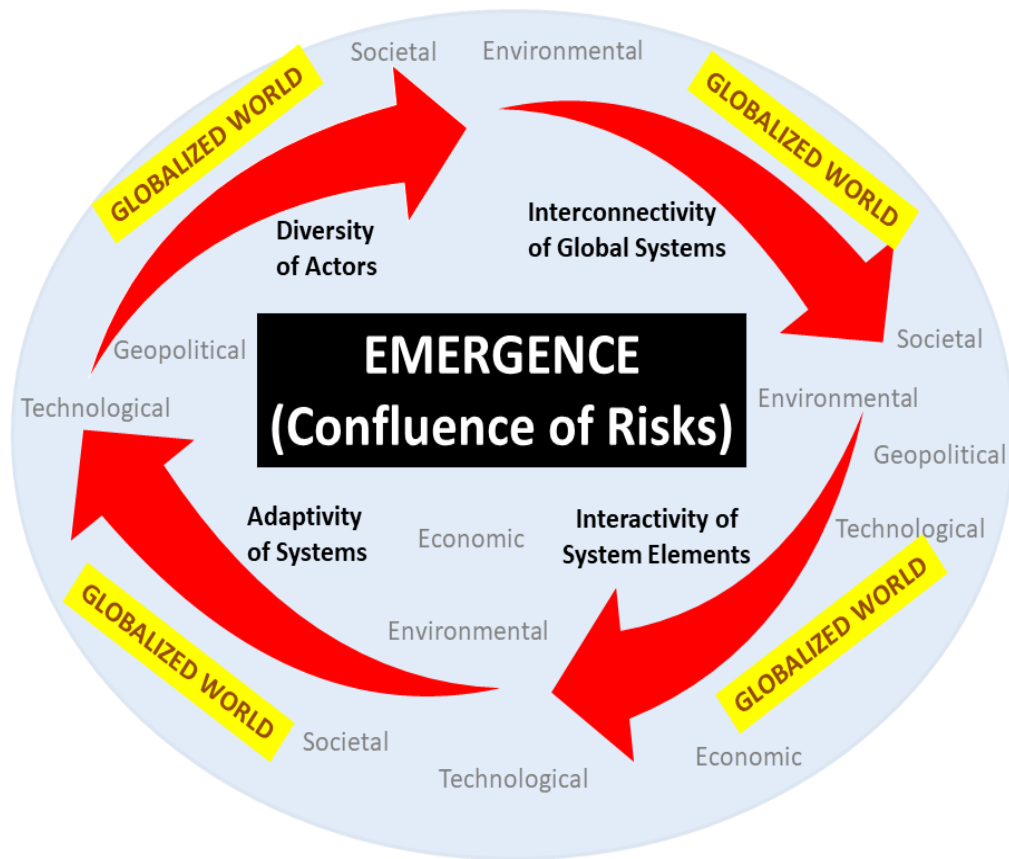 Societal
Environmental
GLOBALIZED WORLD
GLOBALIZED WORLD
Diversity
of Actors
Interconnectivity
of Global Systems
Geopolitical
Technological
EMERGENCE
(Confluence of Risks)
Societal
Environmental
Geopolitical
Technological
Adaptivity
of Systems
Economic
Interactivity of
System Elements
GLOBALIZED WORLD
Environmental
GLOBALIZED WORLD
Societal
Technological
Economic